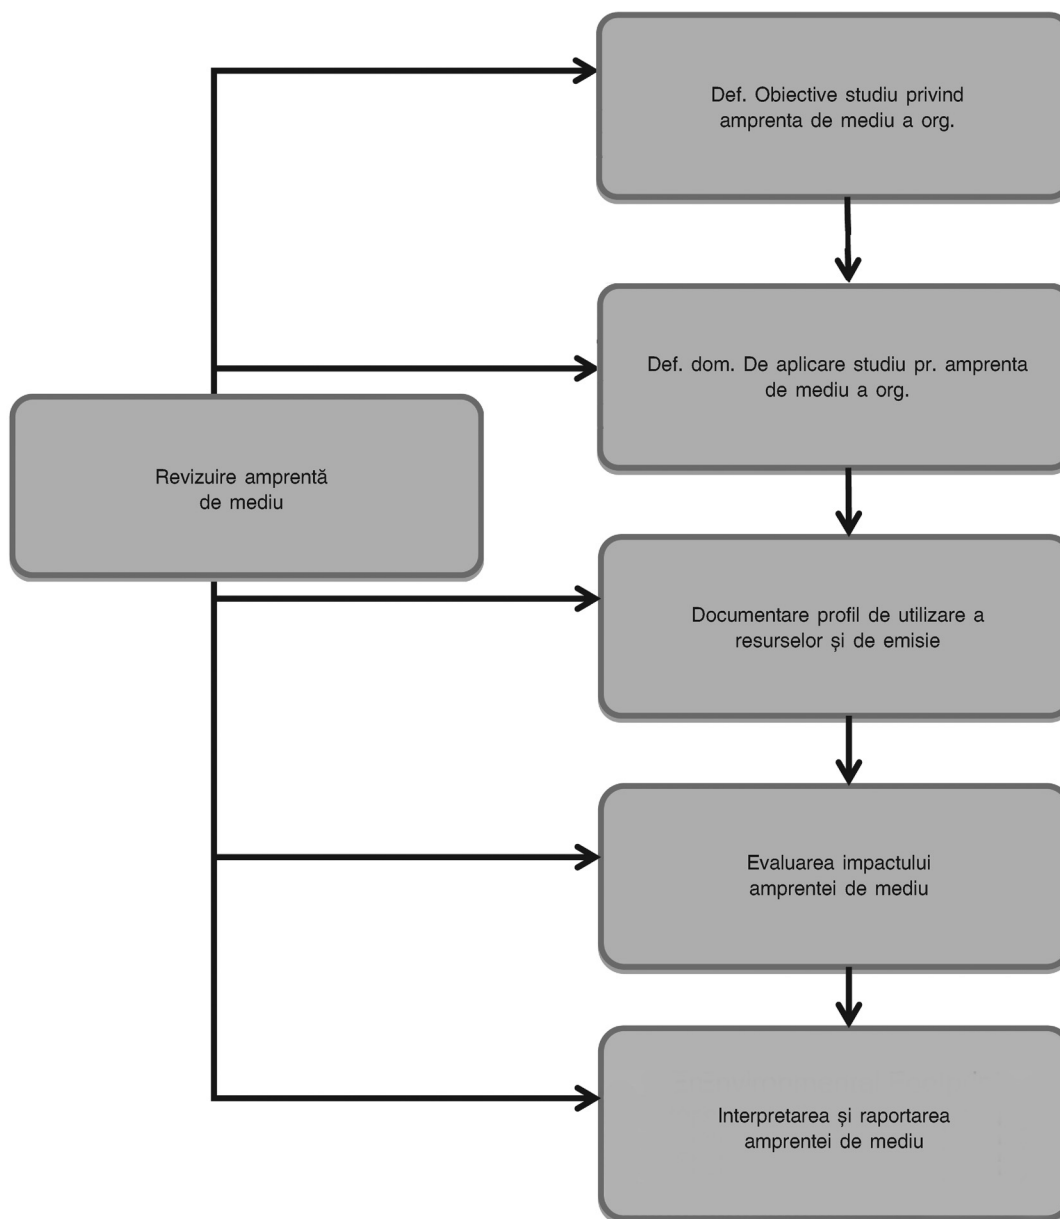 Def. Obiective studiu privind
amprenta de mediu a org.
Def. dom. De aplicare studiu pr. amprenta
de mediu a org.
Revizuire amprentă
de mediu
Documentare profil de utilizare a
resurselor și de emisie
Evaluarea impactului
amprentei de mediu
Interpretarea și raportarea
amprentei de mediu